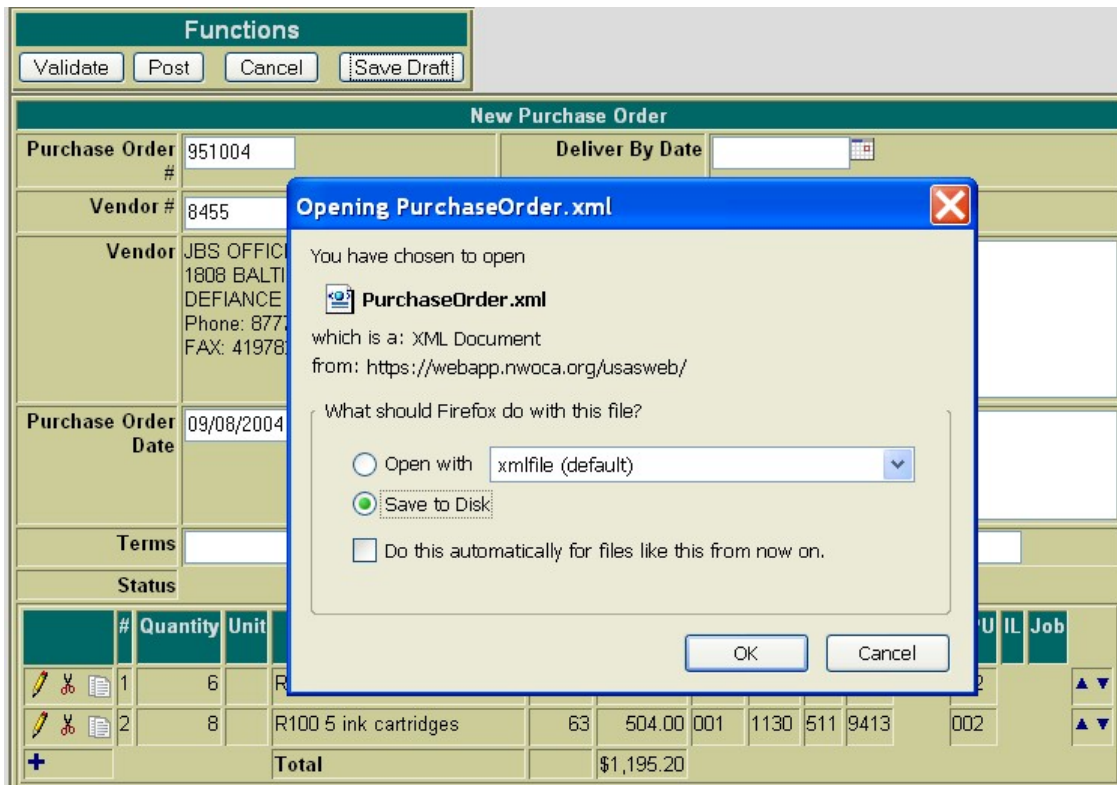 Functions
Validate Post Cancel Save Draft
New Purchase Order
Purchase Order # 951004 Deliver By Date
Vendor # 8455
Vendor JBS OFFICE
1808 BALTI
DEFIANCE
Phone: 877
FAX: 41978
Purchase Order Date 09/08/2004
Terms
Status
Opening PurchaseOrder.xml
You have chosen to open
PurchaseOrder.xml
which is a: XML Document
from: https://webapp.nwoca.org/usasweb/
What should Firefox do with this file?
Open with xmlfile (default)
Save to Disk
Do this automatically for files like this from now on.
OK Cancel
# Quantity Unit U IL Job
1 6 R
2 8 R100 5 ink cartridges 63 504.00 001 1130 511 9413 002
Total $1,195.20